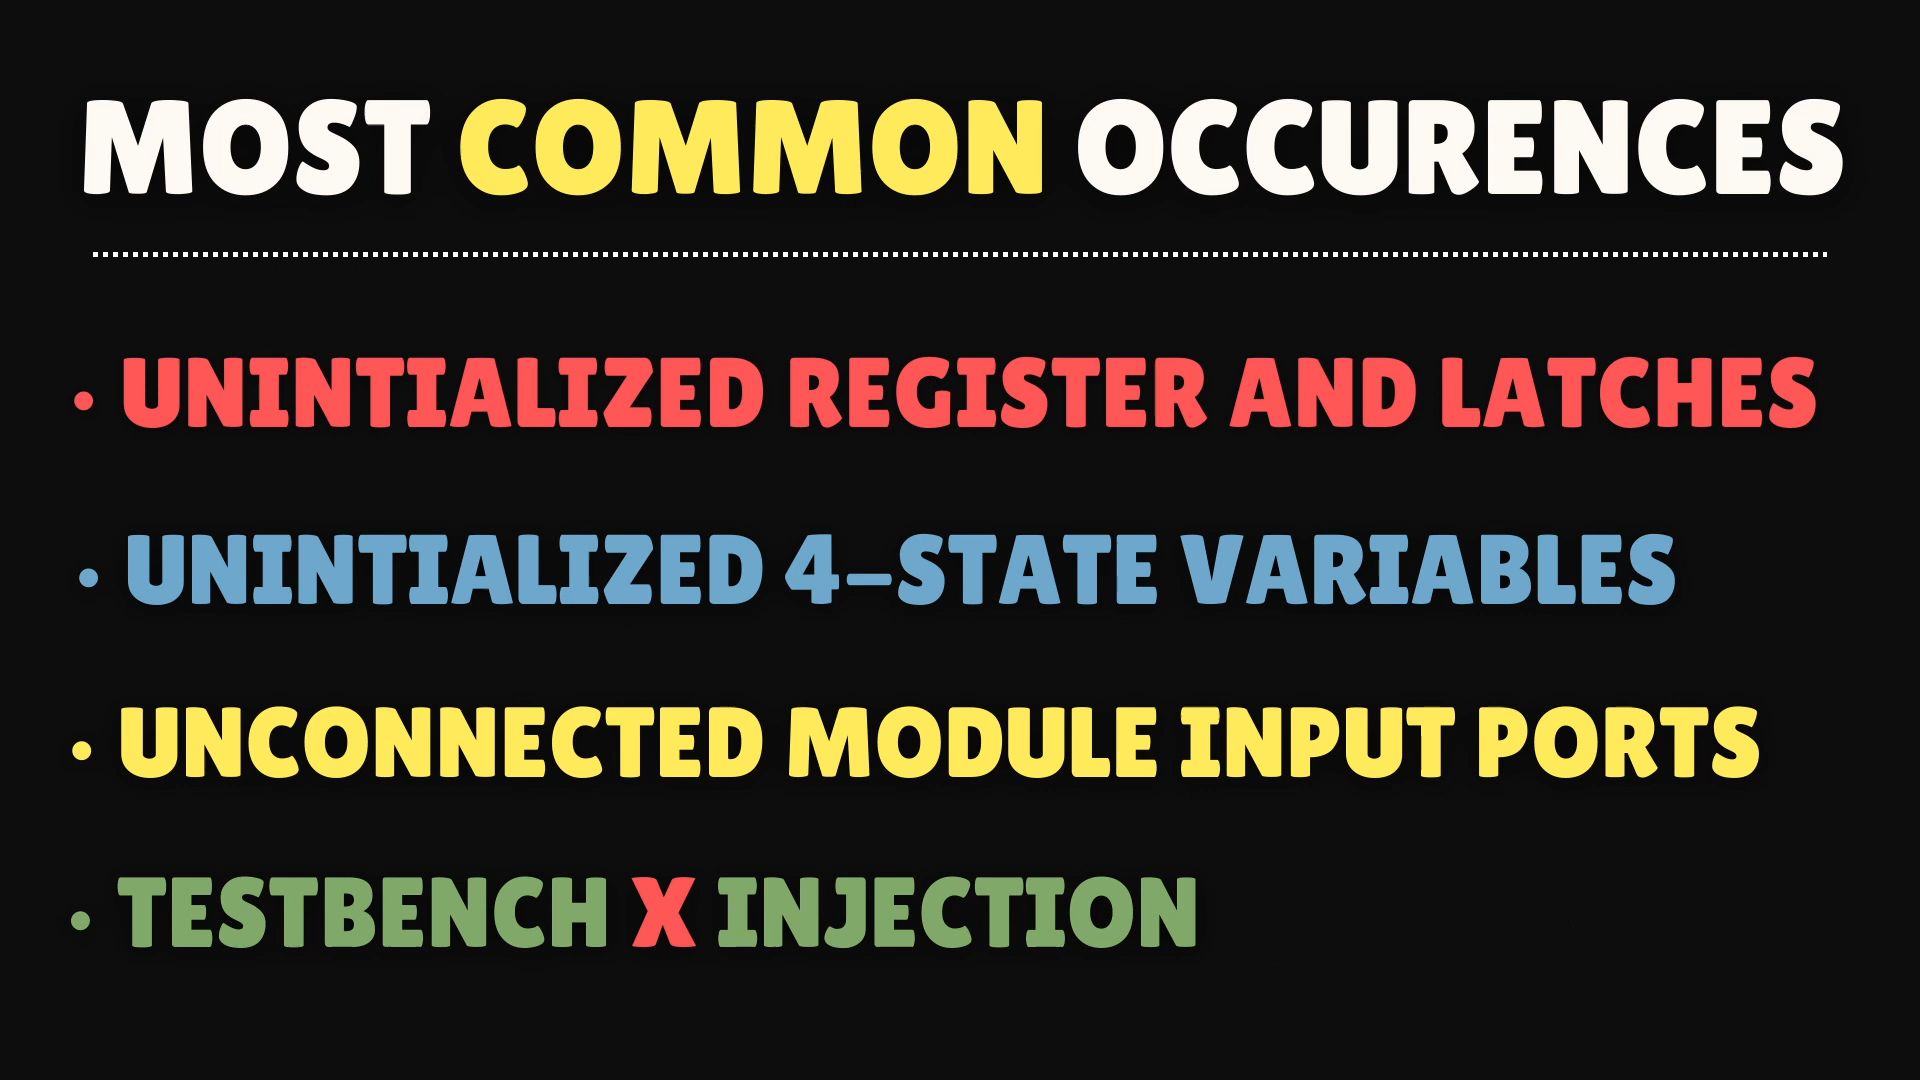 MOST COMMON OCCURENCES
• UNINTIALIZED REGISTER AND LATCHES
• UNINTIALIZED 4-STATE VARIABLES
• UNCONNECTED MODULE INPUT PORTS
• TESTBENCH X INJECTION